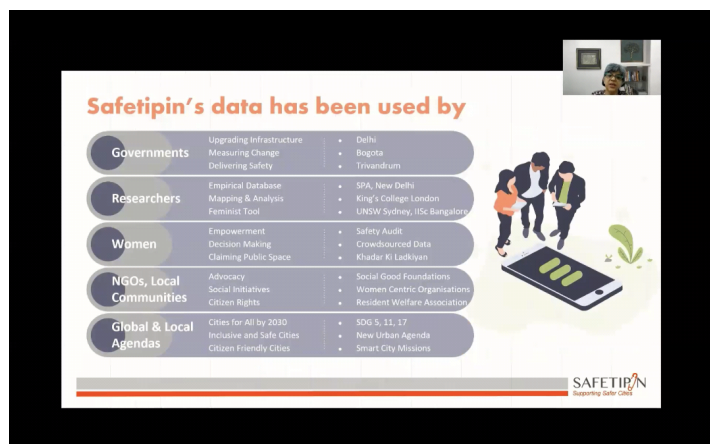 Safetipin's data has been used by
Governments
Upgrading Infrastructure
Measuring Change
Delivering Safety
• Delhi
• Bogota
• Trivandrum
Researchers
Empirical Database
Mapping & Analysis
Feminist Tool
• SPA, New Delhi
• King's College London
• UNSW Sydney, IISc Bangalore
Women
Empowerment
Decision Making
Claiming Public Space
• Safety Audit
• Crowdsourced Data
• Khadar Ki Ladkiyan
NGOs, Local
Communities
Advocacy
Social Initiatives
Citizen Rights
• Social Good Foundations
• Women Centric Organisations
• Resident Welfare Association
Global & Local
Agendas
Cities for All by 2030
Inclusive and Safe Cities
Citizen Friendly Cities
• SDG 5, 11, 17
• New Urban Agenda
• Smart City Missions
SAFETIPIN
Supporting Safer Cities